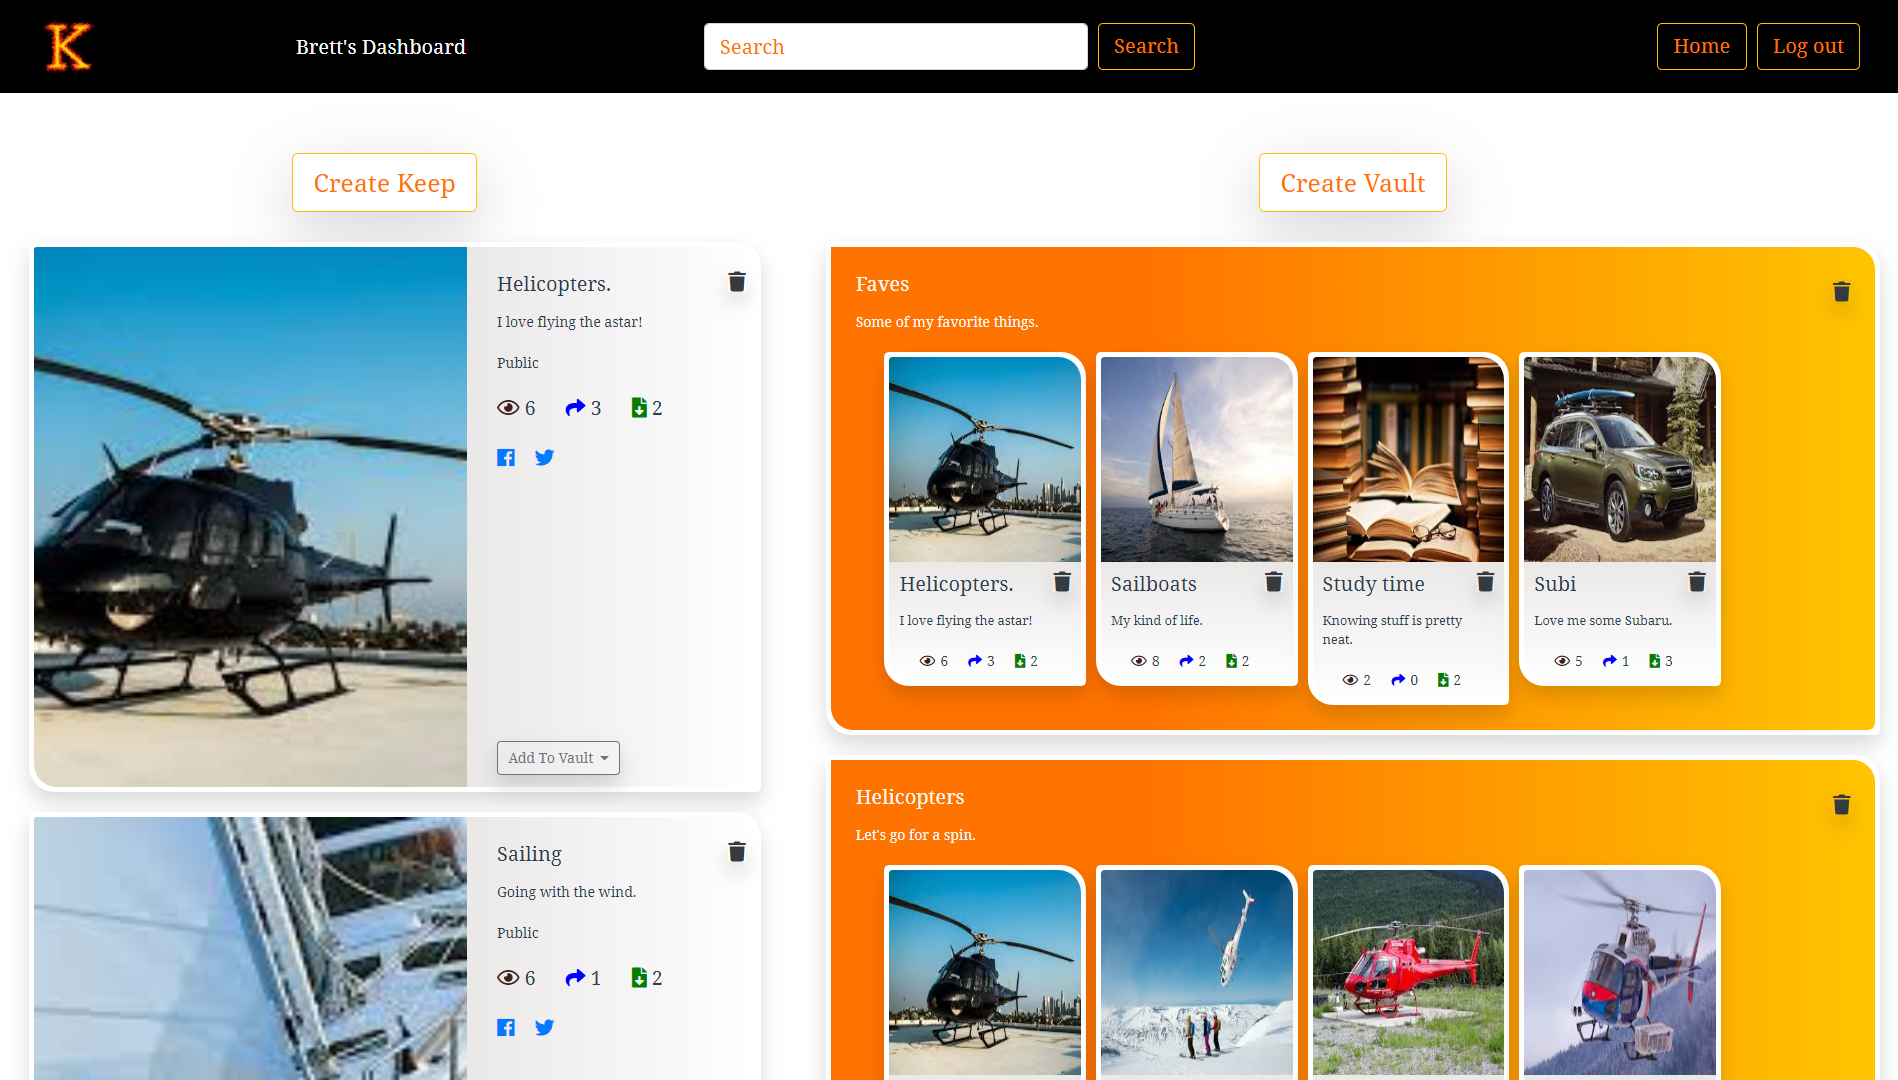 K
Brett's Dashboard
Search
Search
Home
Log out
Create Keep
Create Vault
Helicopters.
I love flying the astar!
Public
6 3 2
Add To Vault
Sailing
Going with the wind.
Public
6 1 2
Faves
Some of my favorite things.
Helicopters.
I love flying the astar!
6 3 2
Sailboats
My kind of life.
8 2 2
Study time
Knowing stuff is pretty
neat.
2 0 2
Subi
Love me some Subaru.
5 1 3
Helicopters
Let's go for a spin.